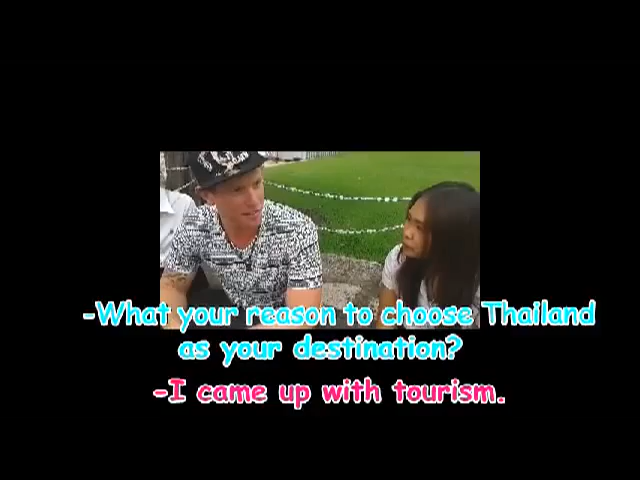 -What your reason to choose Thailand
as your destination?
-I came up with tourism.